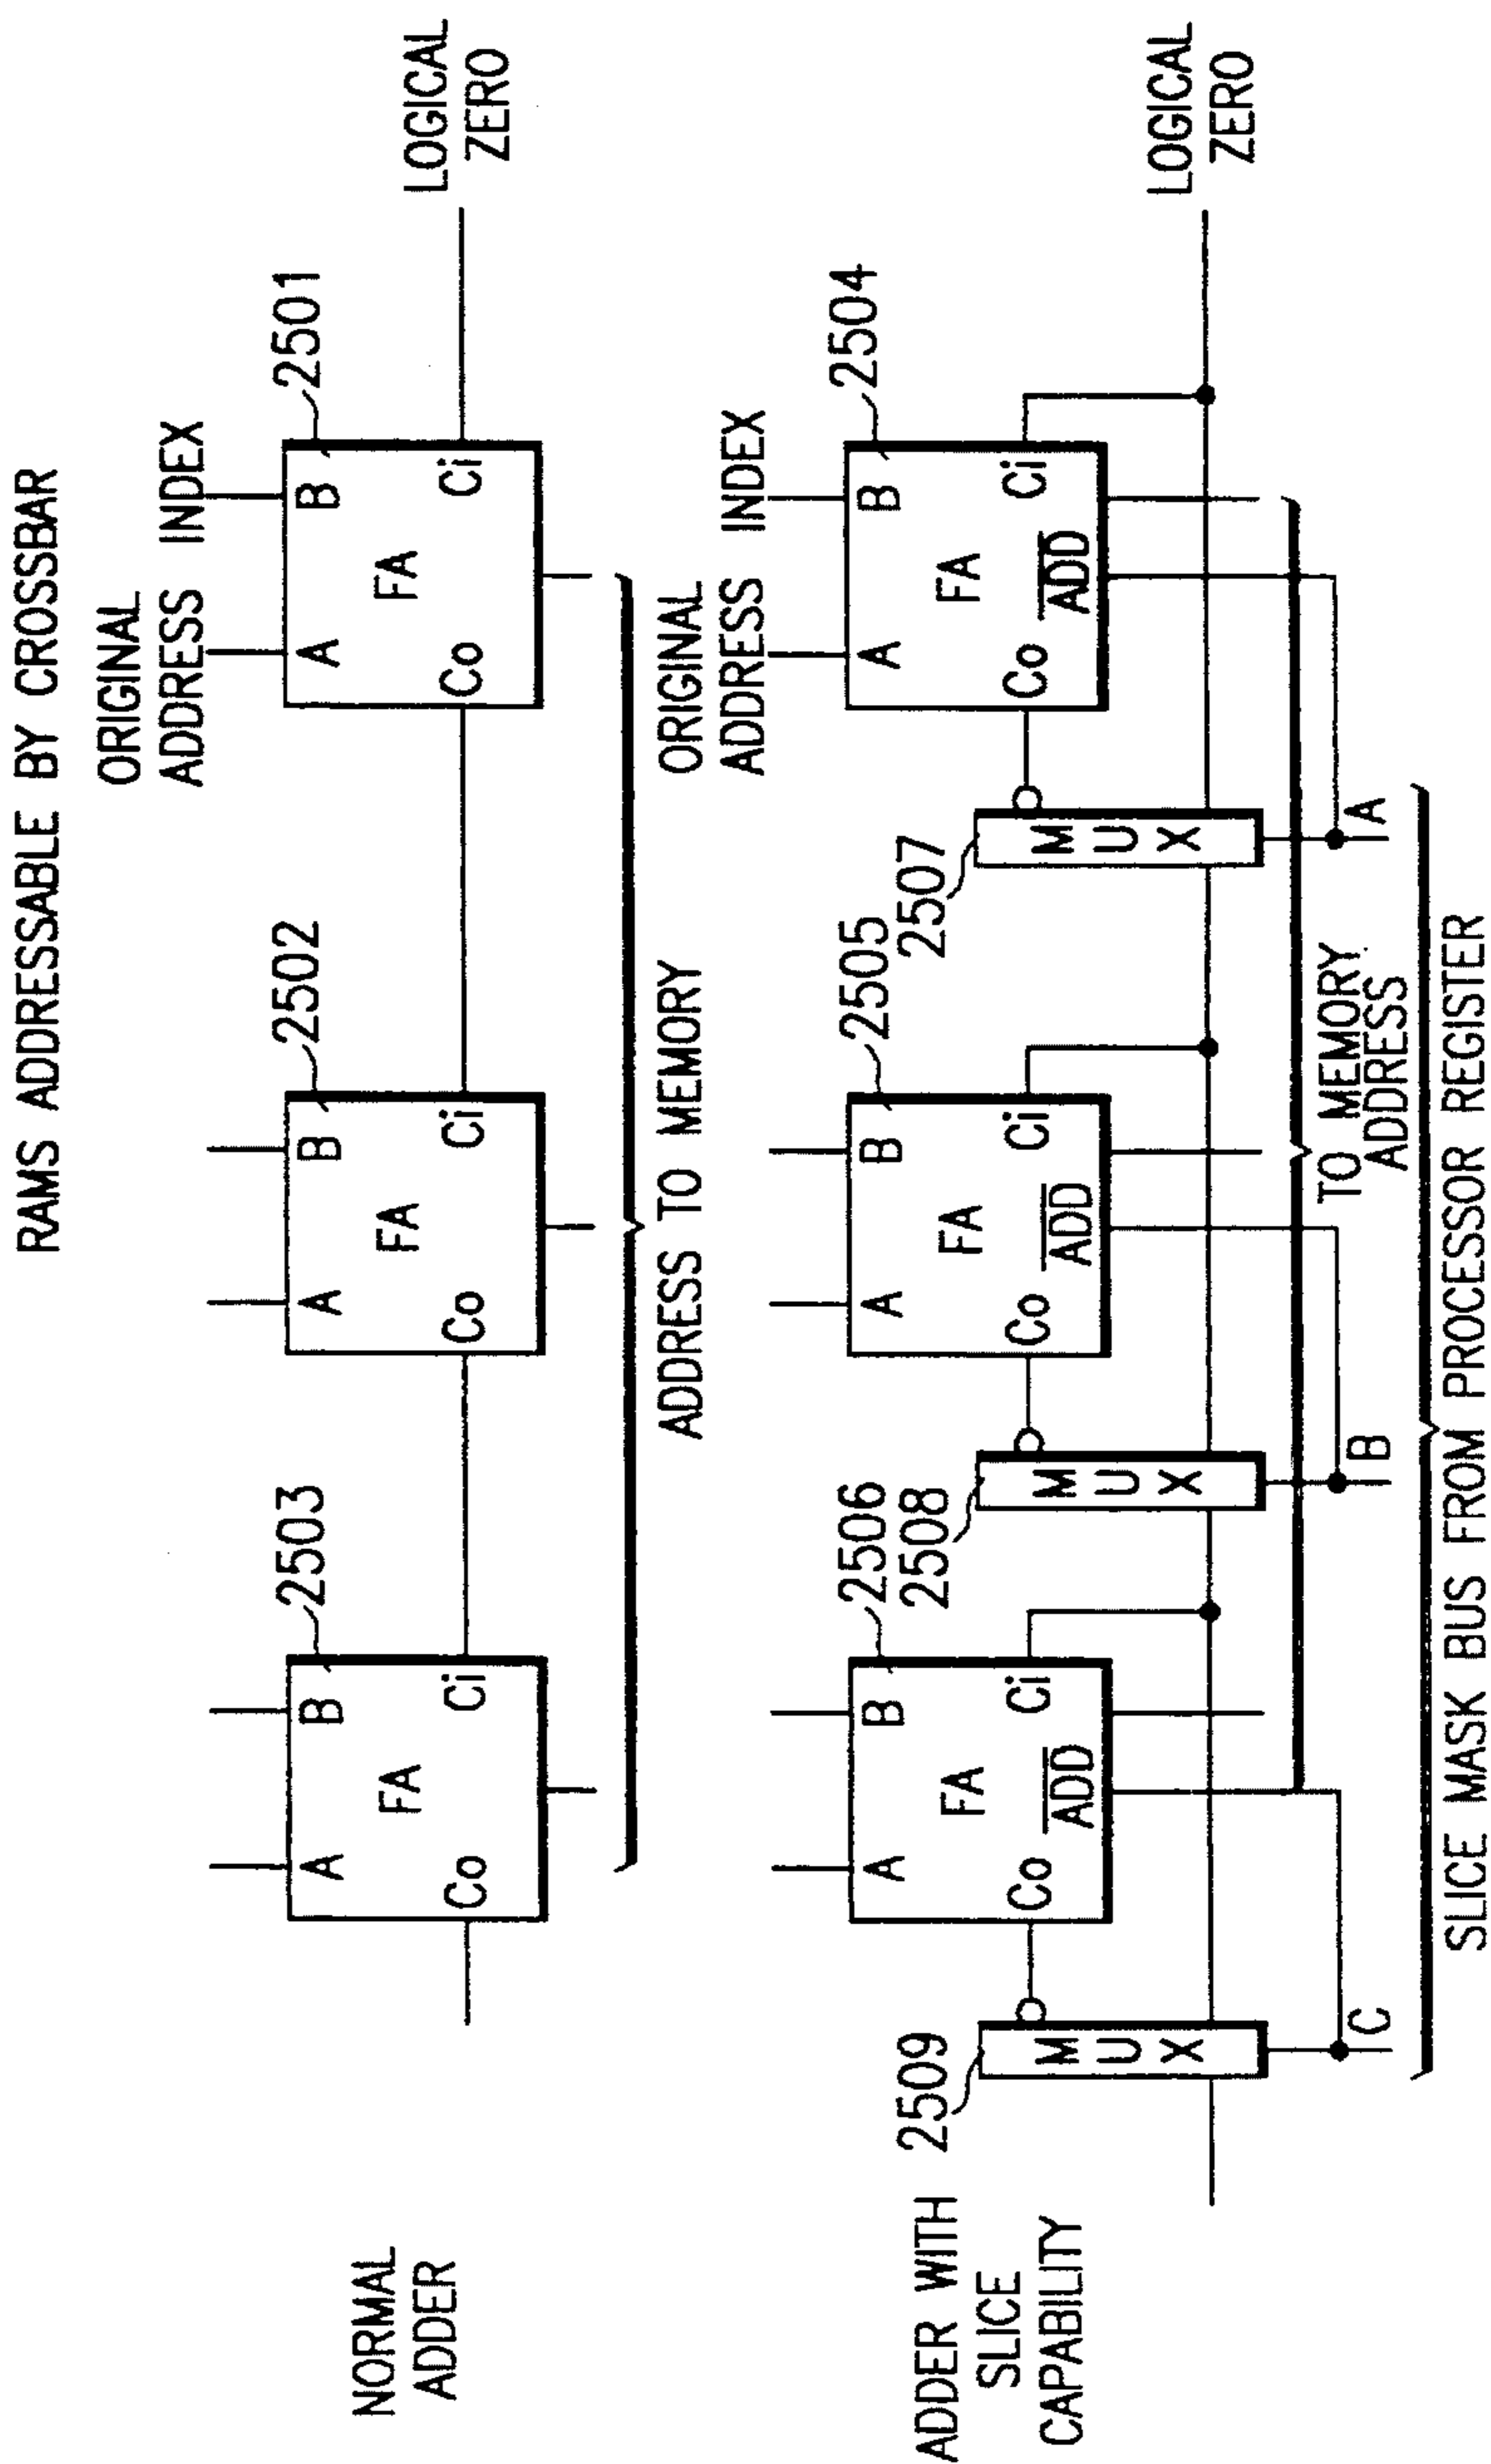 RAMS ADDRESSABLE BY CROSSBAR
ORIGINAL
ADDRESS INDEX
2503
2502
2501
A B
A B
A B
FA
FA
FA
Co Ci
Co Ci
Co Ci
LOGICAL
ZERO
NORMAL
ADDER
ADDRESS TO MEMORY
ORIGINAL
ADDRESS INDEX
2506
2505
2504
A B
A B
A B
FA
FA
FA
Co Ci
Co Ci
Co Ci
ADD
ADD
ADD
2509
2508
2507
MUX
MUX
MUX
LOGICAL
ZERO
ADDER WITH
SLICE
CAPABILITY
TO MEMORY
ADDRESS
C
B
A
SLICE MASK BUS FROM PROCESSOR REGISTER